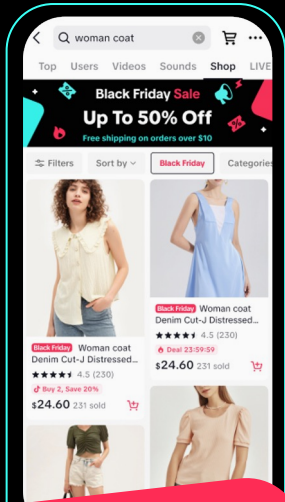 woman coat
Top Users Videos Sounds Shop LIVE
Black Friday Sale
Up To 50% Off
Free shipping on orders over $10
Filters Sort by Black Friday Categories
Black Friday Woman coat
Denim Cut-J Distressed...
4.5 (230)
Buy 2, Save 20%
$24.60 231 sold
Black Friday Woman coat
Denim Cut-J Distressed...
4.5 (230)
Deal 23:59:59
$24.60 231 sold